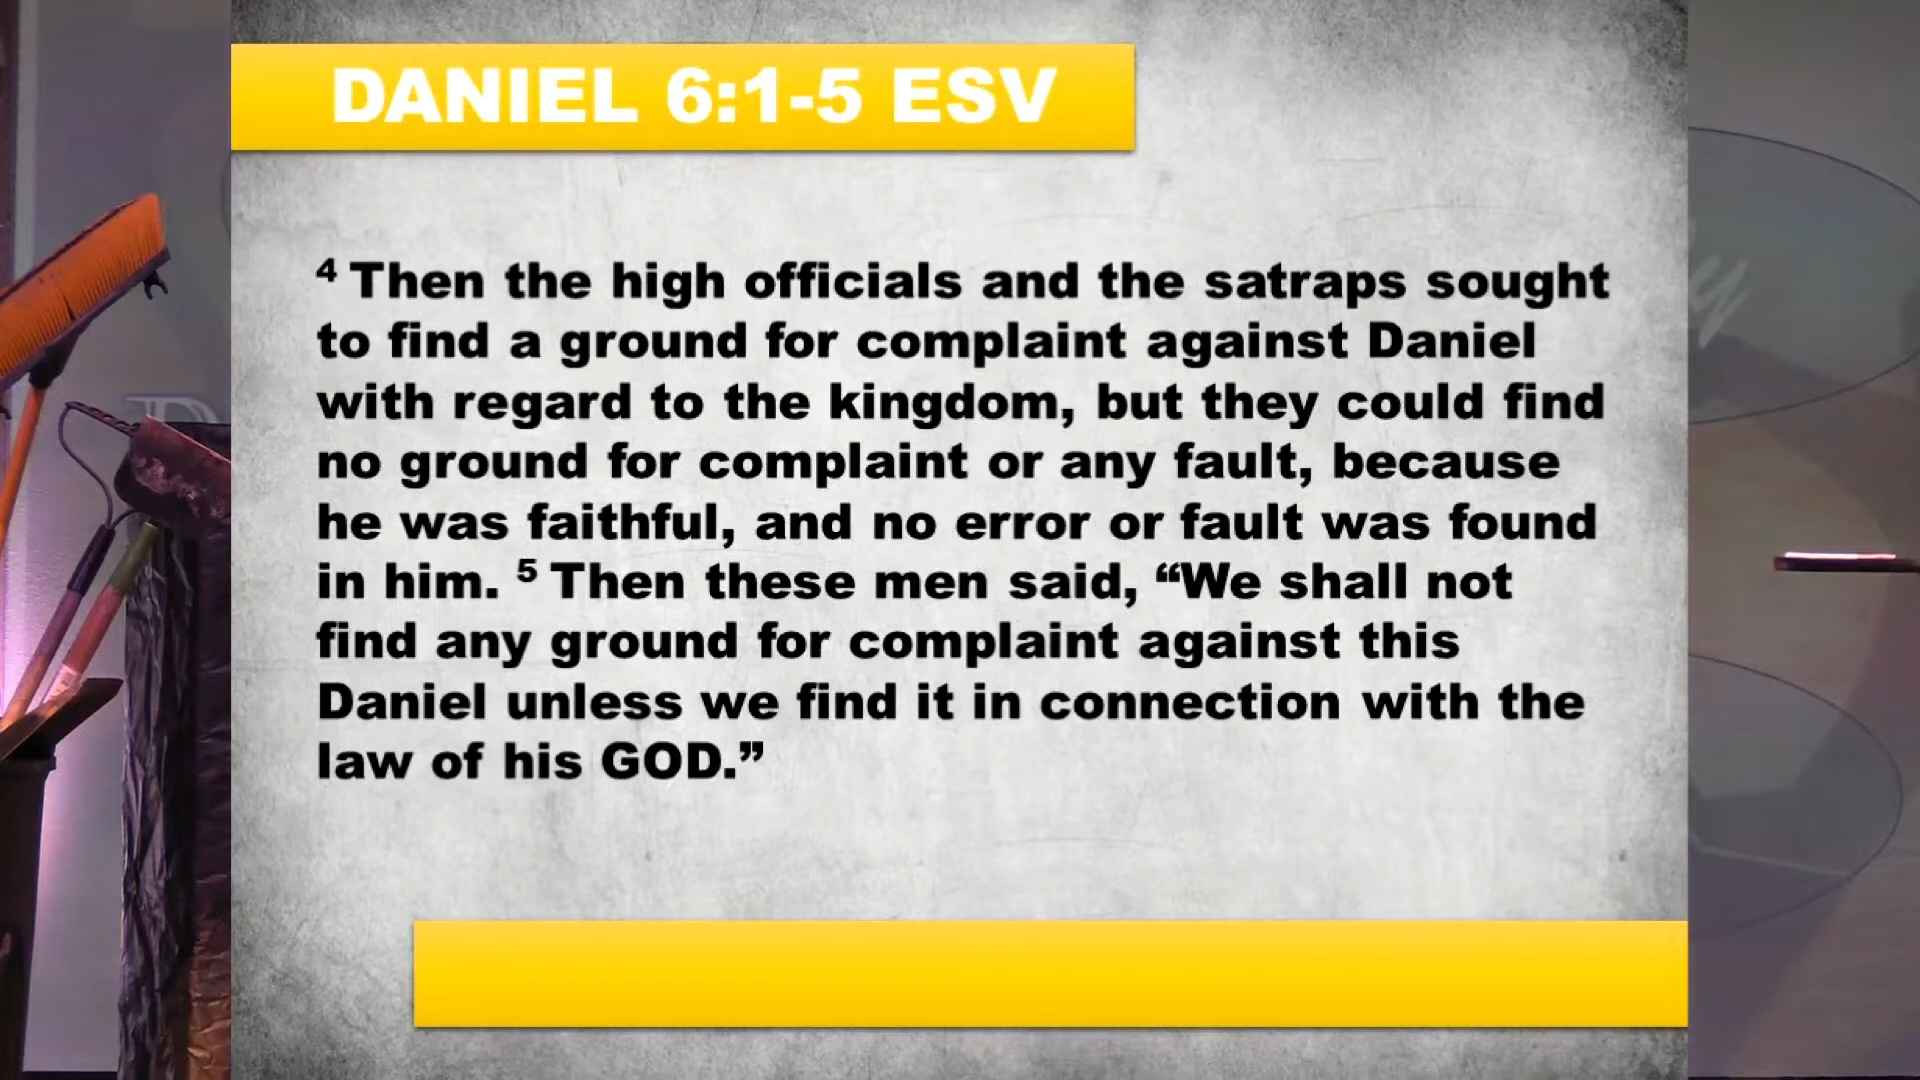 DANIEL 6:1-5 ESV
⁴ Then the high officials and the satraps sought
to find a ground for complaint against Daniel
with regard to the kingdom, but they could find
no ground for complaint or any fault, because
he was faithful, and no error or fault was found
in him. ⁵ Then these men said, “We shall not
find any ground for complaint against this
Daniel unless we find it in connection with the
law of his GOD.”